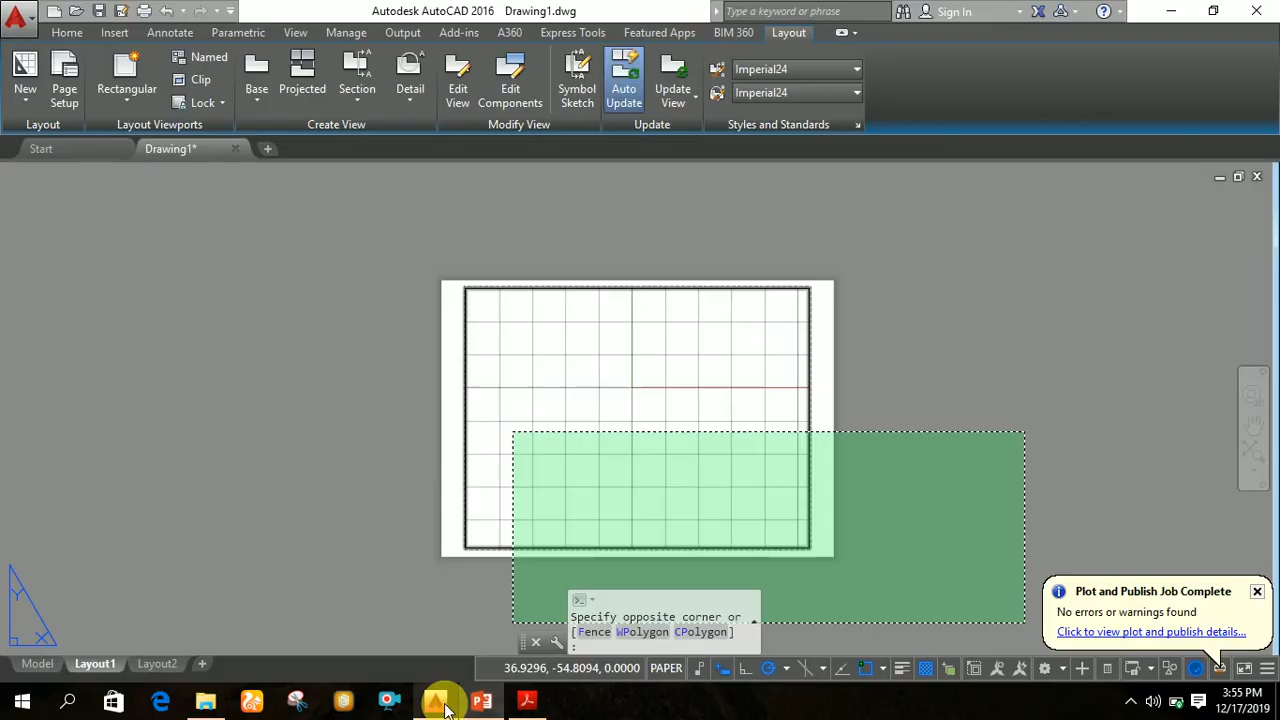 Autodesk AutoCAD 2016 Drawing1.dwg
Type a keyword or phrase
Sign In
Home Insert Annotate Parametric View Manage Output Add-ins A360 Express Tools Featured Apps BIM 360 Layout
New
Page Setup
Rectangular
Named
Clip
Lock
Base
Projected
Section
Detail
Edit View
Edit Components
Symbol Sketch
Auto Update
Update View
Imperial24
Imperial24
Layout
Layout Viewports
Create View
Modify View
Update
Styles and Standards
Start
Drawing1*
Specify opposite corner or
[Fence WPolygon CPolygon]
:
Plot and Publish Job Complete
No errors or warnings found
Click to view plot and publish details...
Y
X
Model Layout1 Layout2
36.9296, -54.8094, 0.0000 PAPER
3:55 PM
12/17/2019